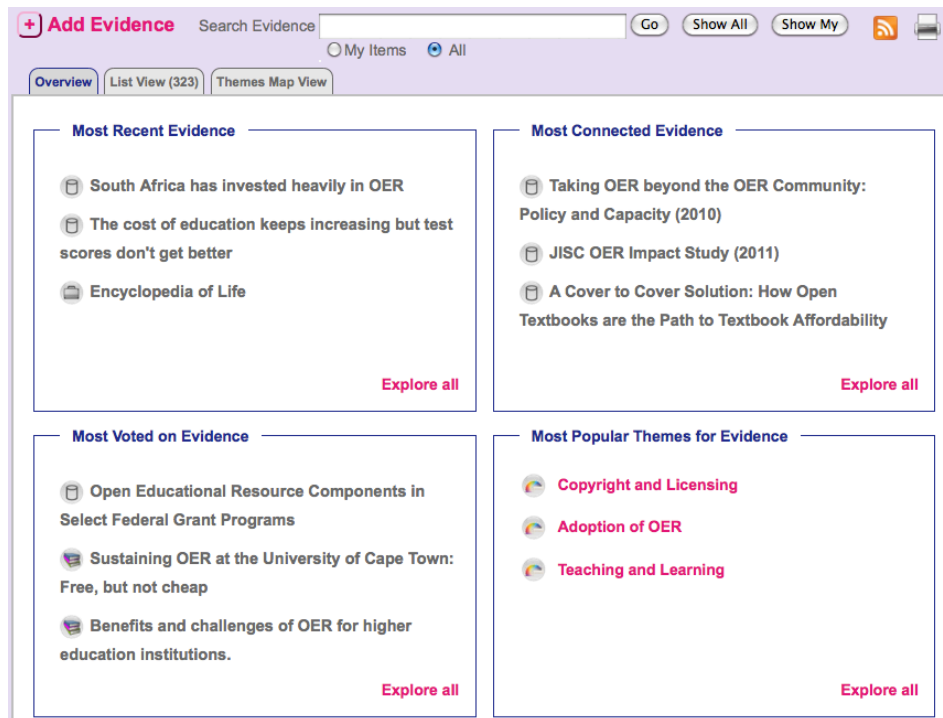 + Add Evidence Search Evidence Go Show All Show My
My Items All
Overview List View (323) Themes Map View
Most Recent Evidence
South Africa has invested heavily in OER
The cost of education keeps increasing but test
scores don't get better
Encyclopedia of Life
Explore all
Most Connected Evidence
Taking OER beyond the OER Community:
Policy and Capacity (2010)
JISC OER Impact Study (2011)
A Cover to Cover Solution: How Open
Textbooks are the Path to Textbook Affordability
Explore all
Most Voted on Evidence
Open Educational Resource Components in
Select Federal Grant Programs
Sustaining OER at the University of Cape Town:
Free, but not cheap
Benefits and challenges of OER for higher
education institutions.
Explore all
Most Popular Themes for Evidence
Copyright and Licensing
Adoption of OER
Teaching and Learning
Explore all